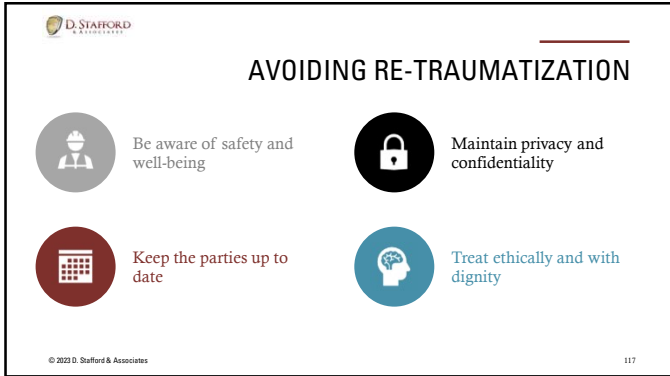 D. STAFFORD
& ASSOCIATES
AVOIDING RE-TRAUMATIZATION
Be aware of safety and
well-being
Maintain privacy and
confidentiality
Keep the parties up to
date
Treat ethically and with
dignity
© 2023 D. Stafford & Associates
117